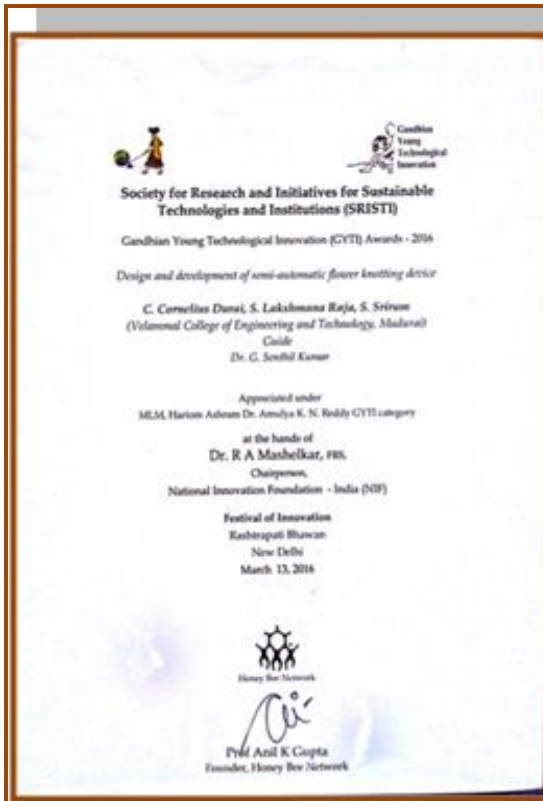 Gandhian
Young
Technological
Innovation
Society for Research and Initiatives for Sustainable
Technologies and Institutions (SRISTI)
Gandhian Young Technological Innovation (GYTI) Awards - 2016
Design and development of semi-automatic flower knotting device
C. Cornelius Durai, S. Lakshmana Raja, S. Sriram
(Velammal College of Engineering and Technology, Madurai)
Guide
Dr. G. Senthil Kumar
Appreciated under
MLM, Hariom Ashram Dr. Amulya K. N. Reddy GYTI category
at the hands of
Dr. R A Mashelkar, FRS.
Chairperson,
National Innovation Foundation - India (NIF)
Festival of Innovation
Rashtrapati Bhawan
New Delhi
March 13, 2016
Honey Bee Network
Prof Anil K Gupta
Founder, Honey Bee Network